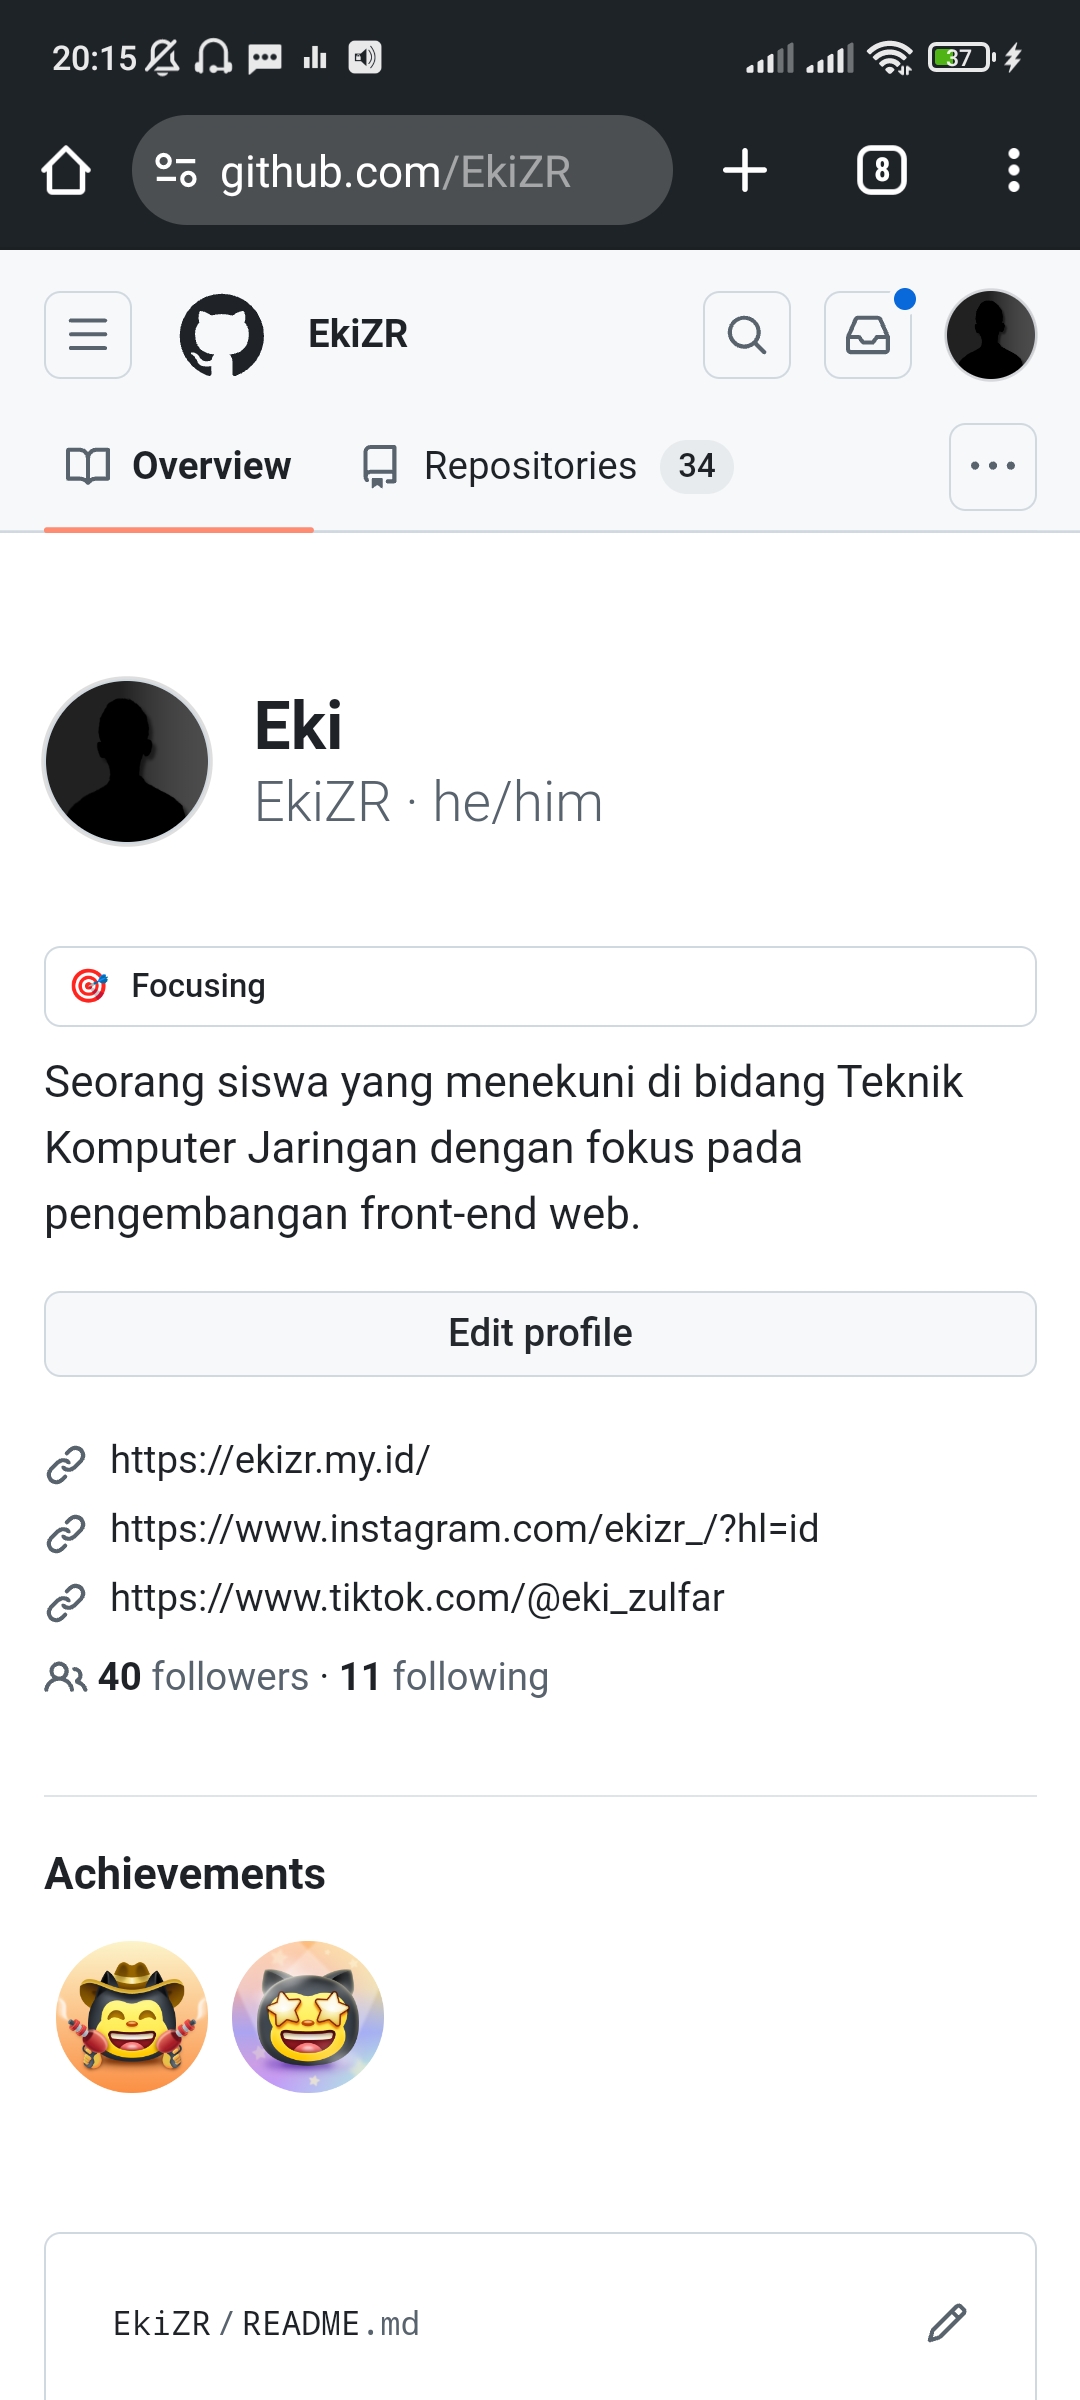 20:15
37
github.com/EkiZR
8
EkiZR
Overview
Repositories 34
Eki
EkiZR · he/him
Focusing
Seorang siswa yang menekuni di bidang Teknik
Komputer Jaringan dengan fokus pada
pengembangan front-end web.
Edit profile
https://ekizr.my.id/
https://www.instagram.com/ekizr_/?hl=id
https://www.tiktok.com/@eki_zulfar
40 followers · 11 following
Achievements
EkiZR/README.md